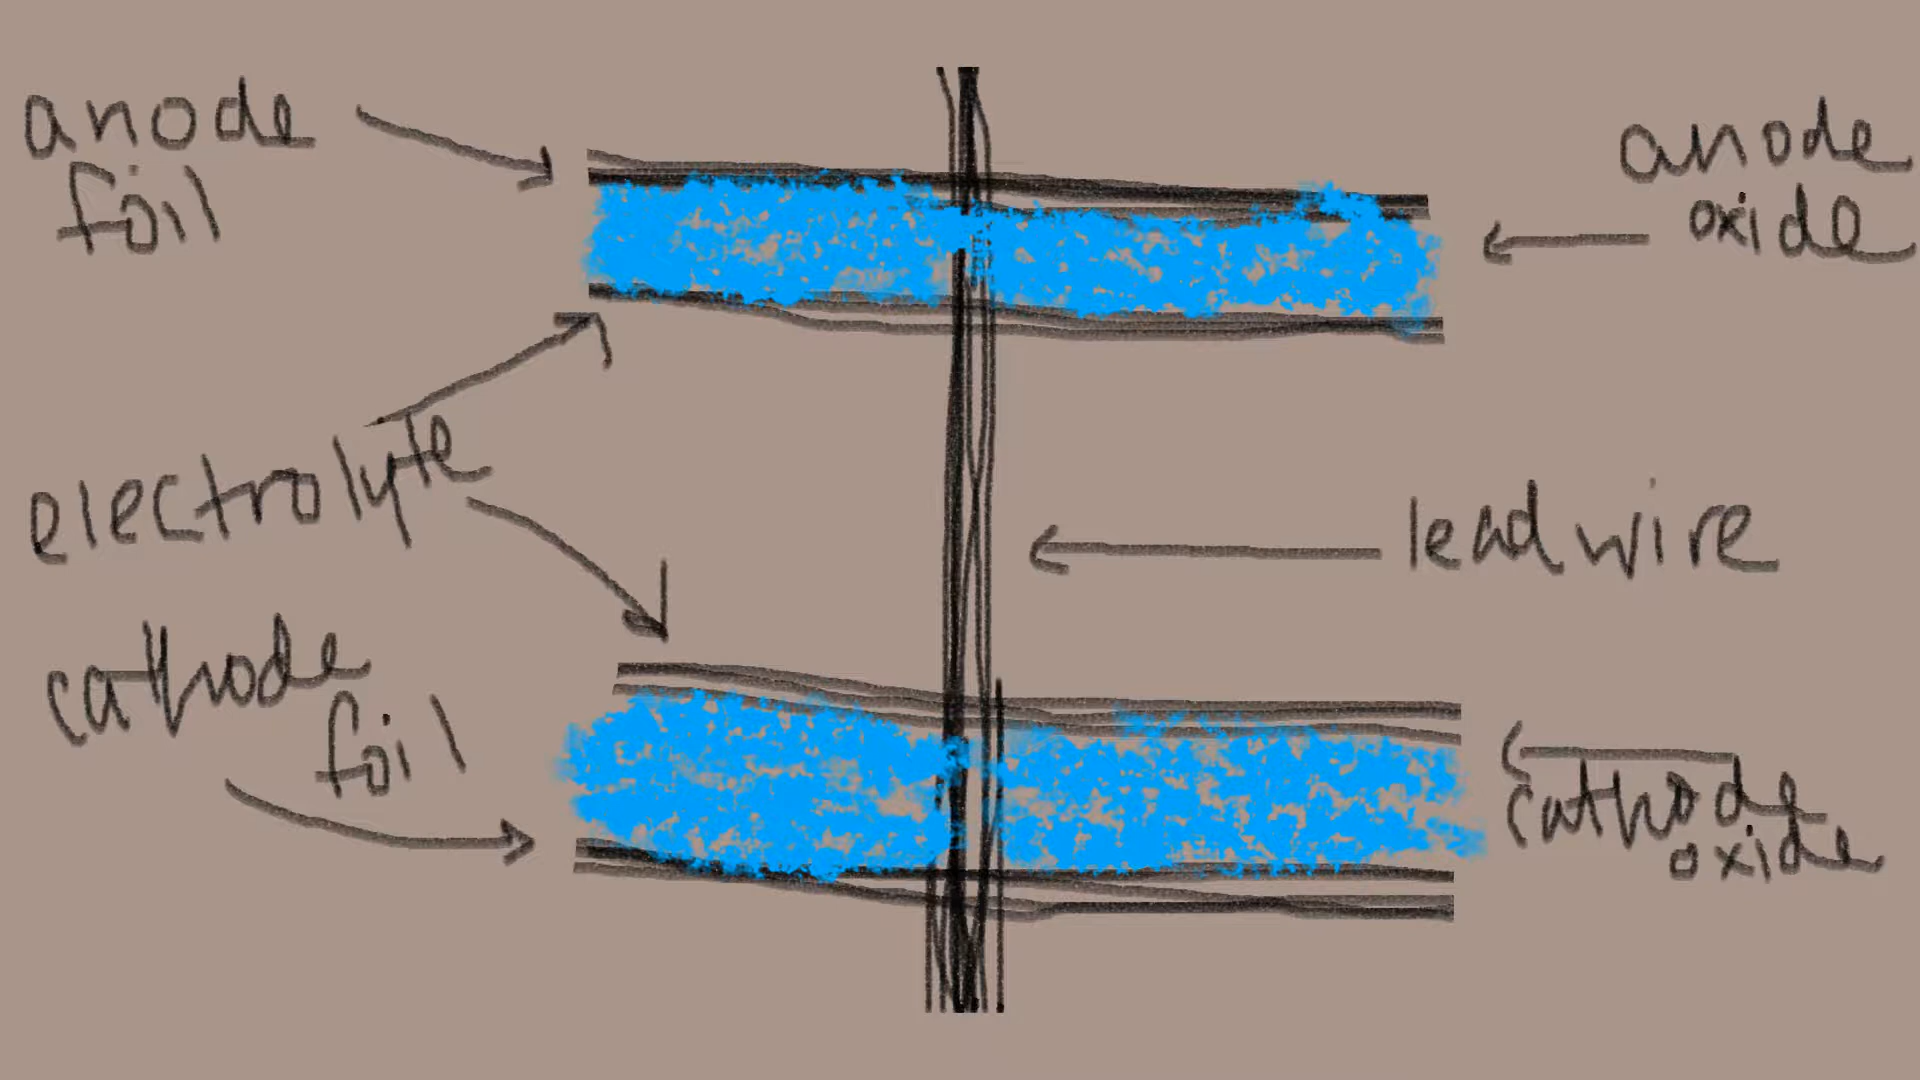 anode
foil
anode
oxide
electrolyte
lead wire
cathode
foil
cathode
oxide